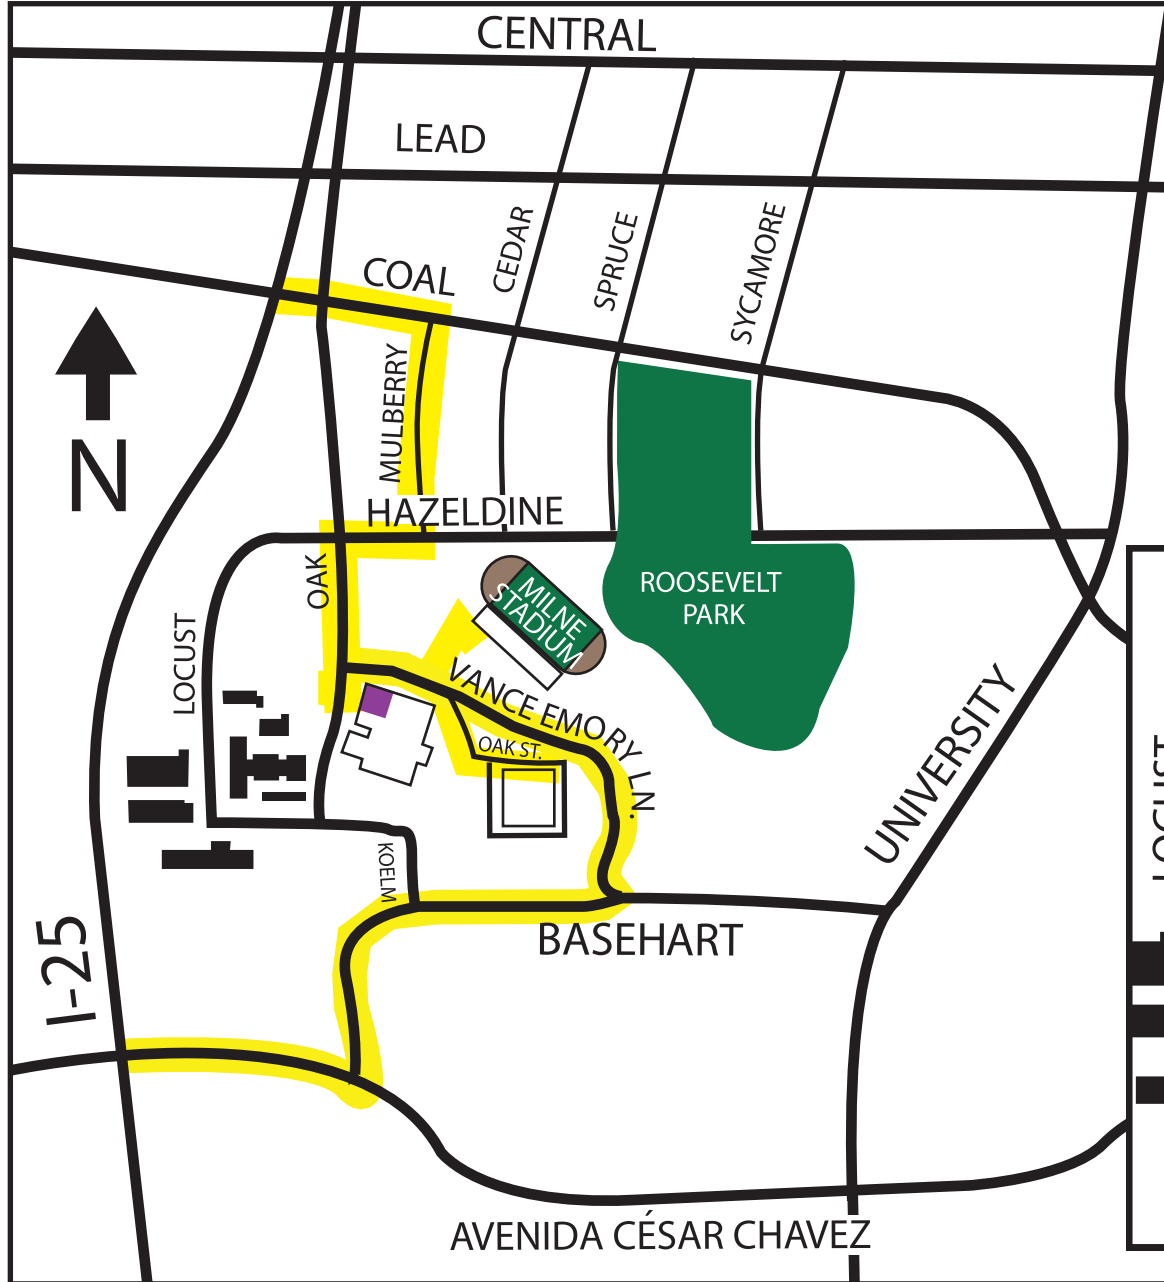 CENTRAL
LEAD
CEDAR
SPRUCE
SYCAMORE
COAL
MULBERRY
N
HAZELDINE
OAK
MILNE
STADIUM
ROOSEVELT
PARK
LOCUST
VANCE EMORY LN.
OAK ST.
UNIVERSITY
KOELM
I-25
BASEHART
AVENIDA CÉSAR CHAVEZ